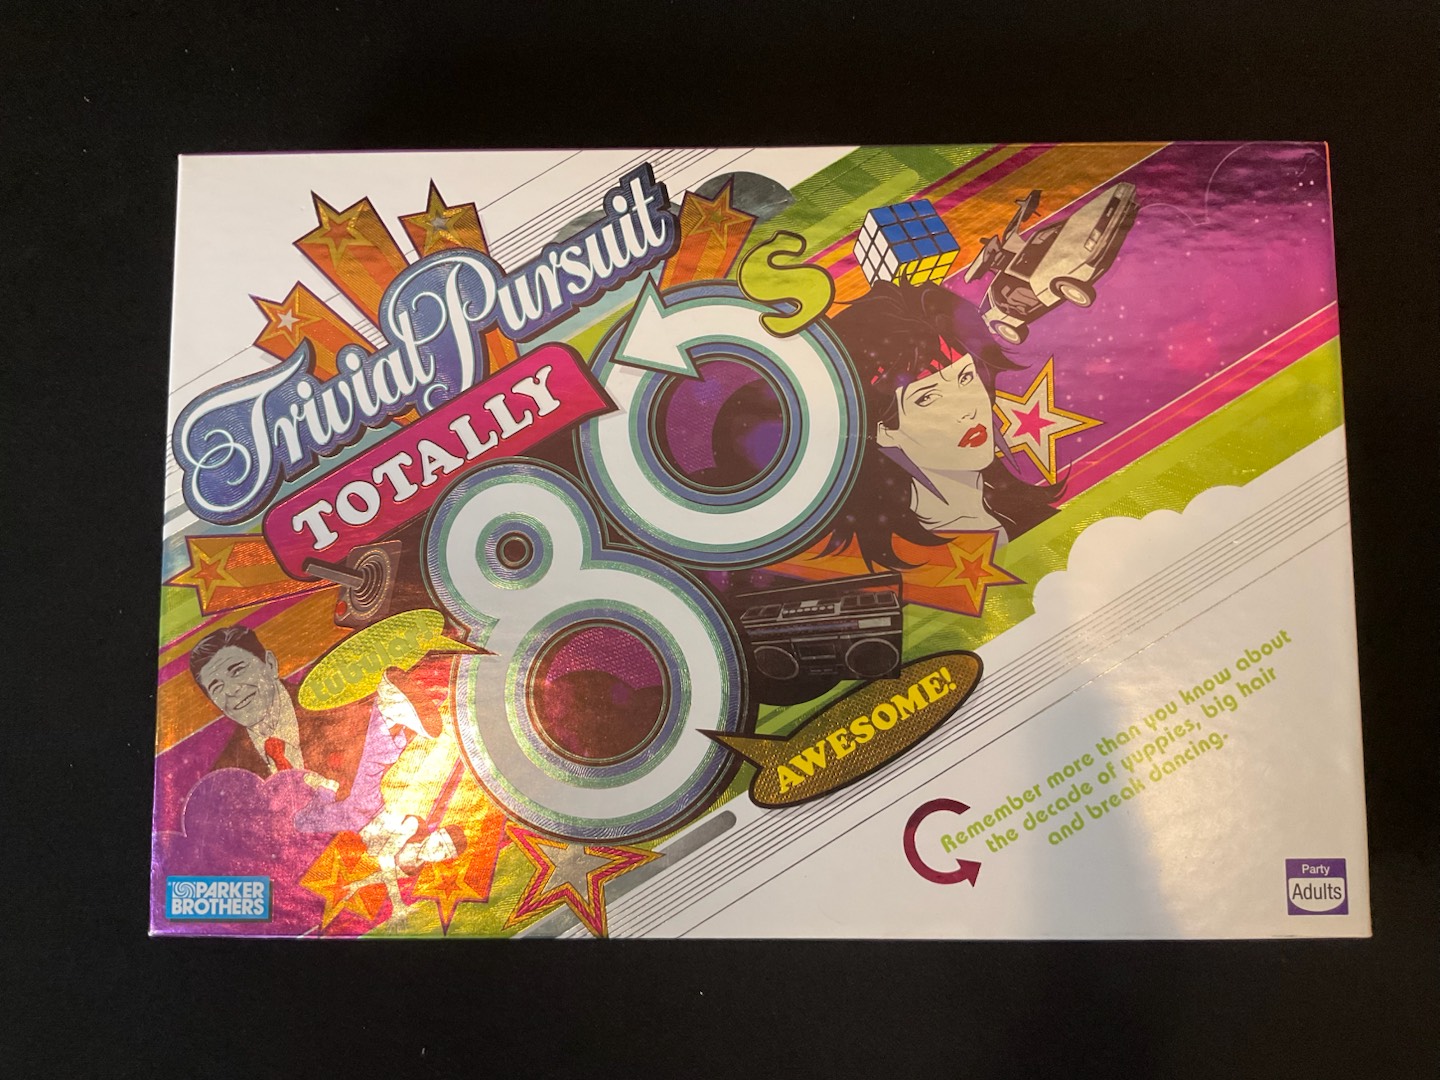 Trivial Pursuit
TOTALLY
80s
TUBULAR!
AWESOME!
Remember more than you know about
the decade of yuppies, big hair
and break dancing.
PARKER
BROTHERS
Party
Adults